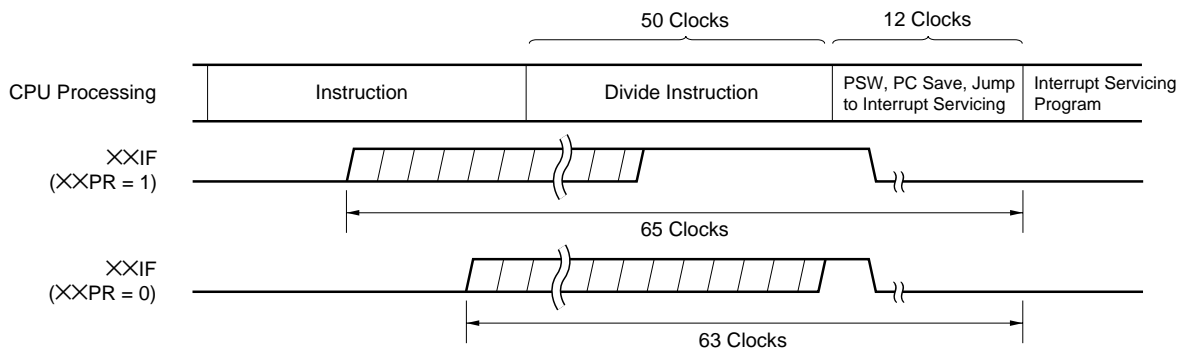 50 Clocks
12 Clocks
CPU Processing
Instruction
Divide Instruction
PSW, PC Save, Jump
to Interrupt Servicing
Interrupt Servicing
Program
××IF
(××PR = 1)
65 Clocks
××IF
(××PR = 0)
63 Clocks